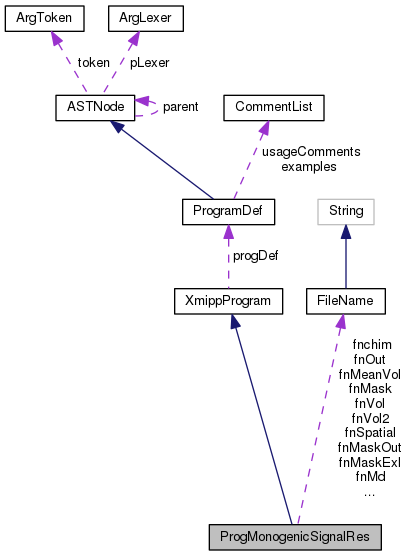 ArgToken
ArgLexer
token
pLexer
ASTNode
parent
CommentList
usageComments
examples
ProgramDef
String
progDef
XmippProgram
FileName
fnchim
fnOut
fnMeanVol
fnMask
fnVol
fnVol2
fnSpatial
fnMaskOut
fnMaskExl
fnMd
...
ProgMonogenicSignalRes